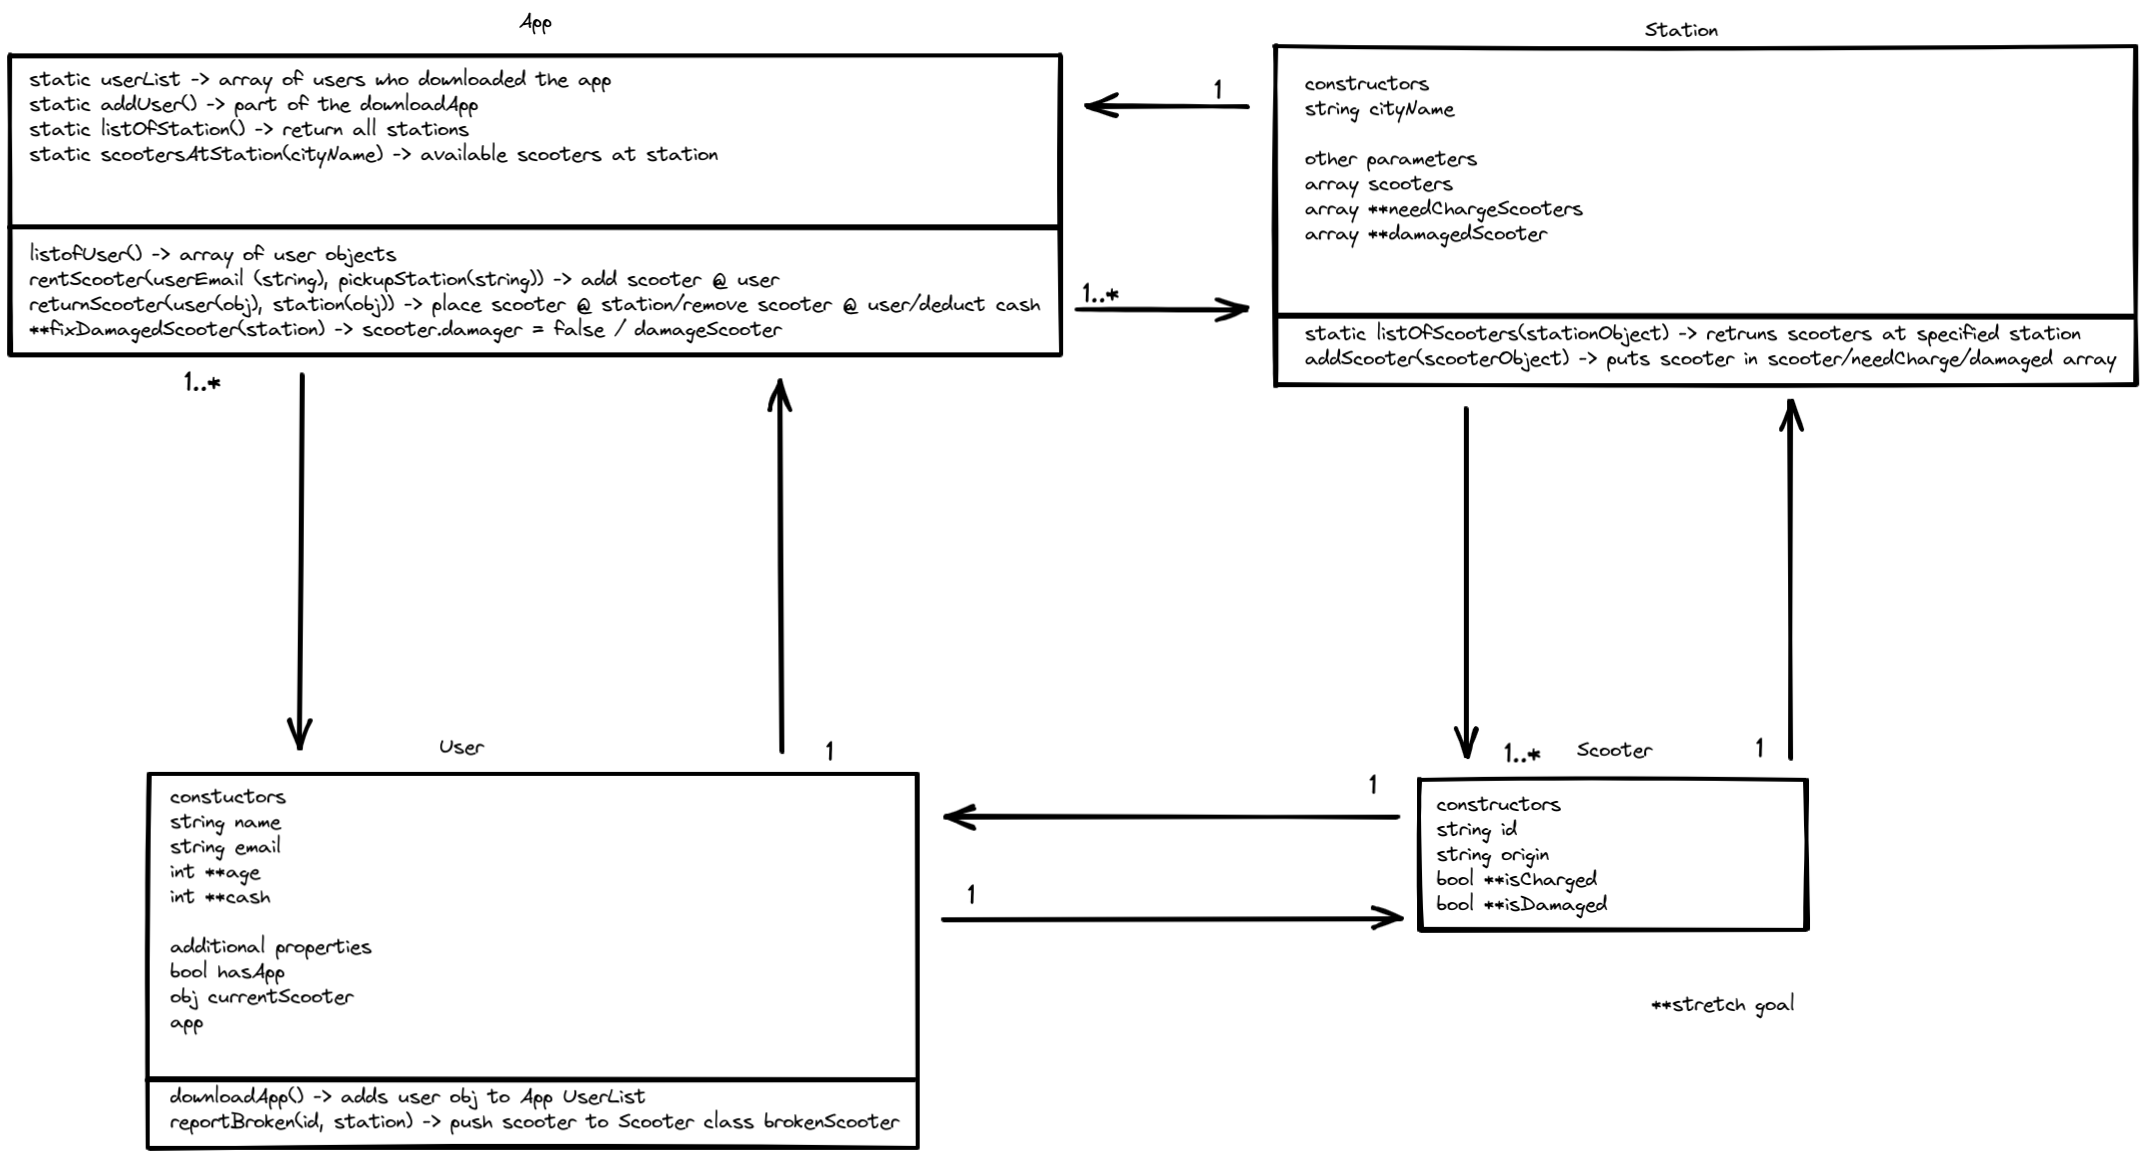 App
static userList -> array of users who downloaded the app
static addUser() -> part of the downloadApp
static listOfStation() -> return all stations
static scootersAtStation(cityName) -> available scooters at station
listofUser() -> array of user objects
rentScooter(userEmail (string), pickupStation(string)) -> add scooter @ user
returnScooter(user(obj), station(obj)) -> place scooter @ station/remove scooter @ user/deduct cash
**fixDamagedScooter(station) -> scooter.damager = false / damageScooter
1
1..*
Station
constructors
string cityName
other parameters
array scooters
array **needChargeScooters
array **damagedScooter
static listOfScooters(stationObject) -> retruns scooters at specified station
addScooter(scooterObject) -> puts scooter in scooter/needCharge/damaged array
1..*
1
User
constuctors
string name
string email
int **age
int **cash
additional properties
bool hasApp
obj currentScooter
app
downloadApp() -> adds user obj to App UserList
reportBroken(id, station) -> push scooter to Scooter class brokenScooter
1
1
1..*
Scooter
1
constructors
string id
string origin
bool **isCharged
bool **isDamaged
**stretch goal